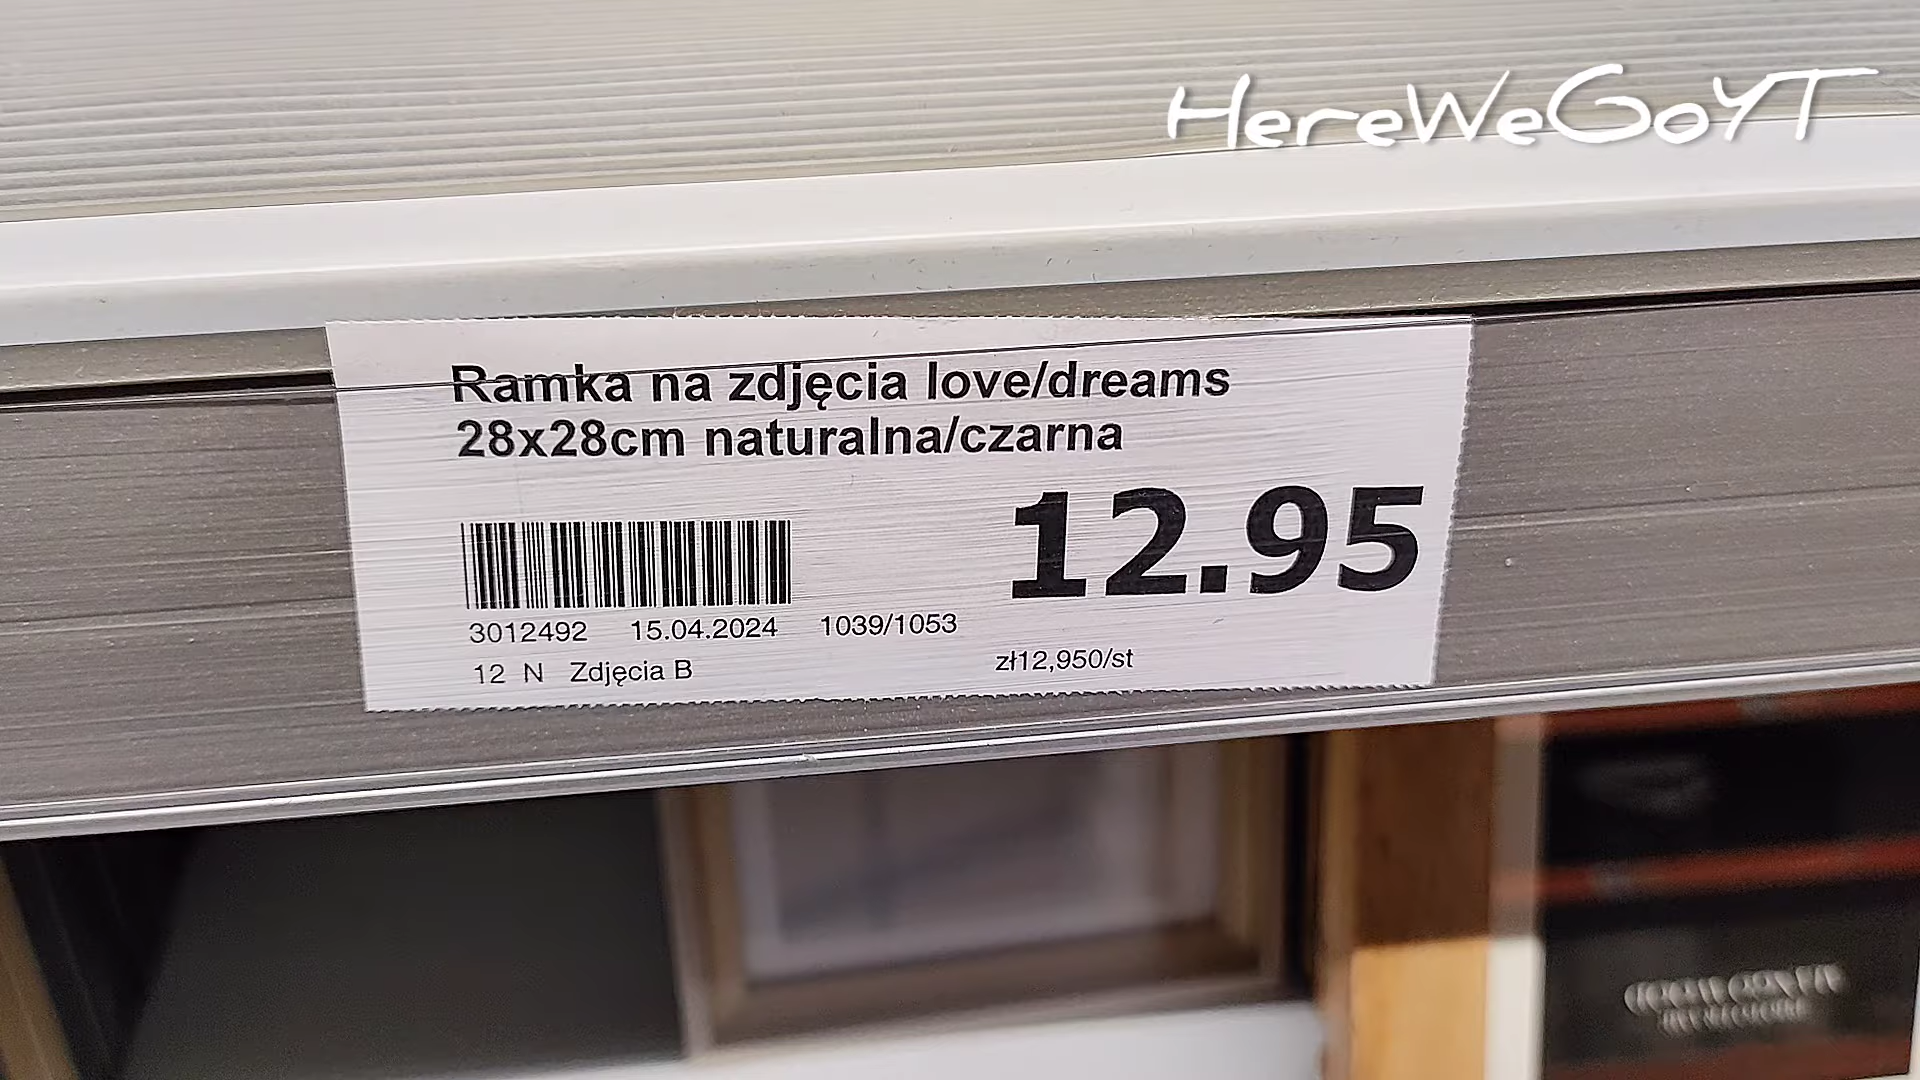 HereWeGoYT
Ramka na zdjęcia love/dreams
28x28cm naturalna/czarna
12.95
3012492 15.04.2024 1039/1053
12 N Zdjęcia B zł12,950/st